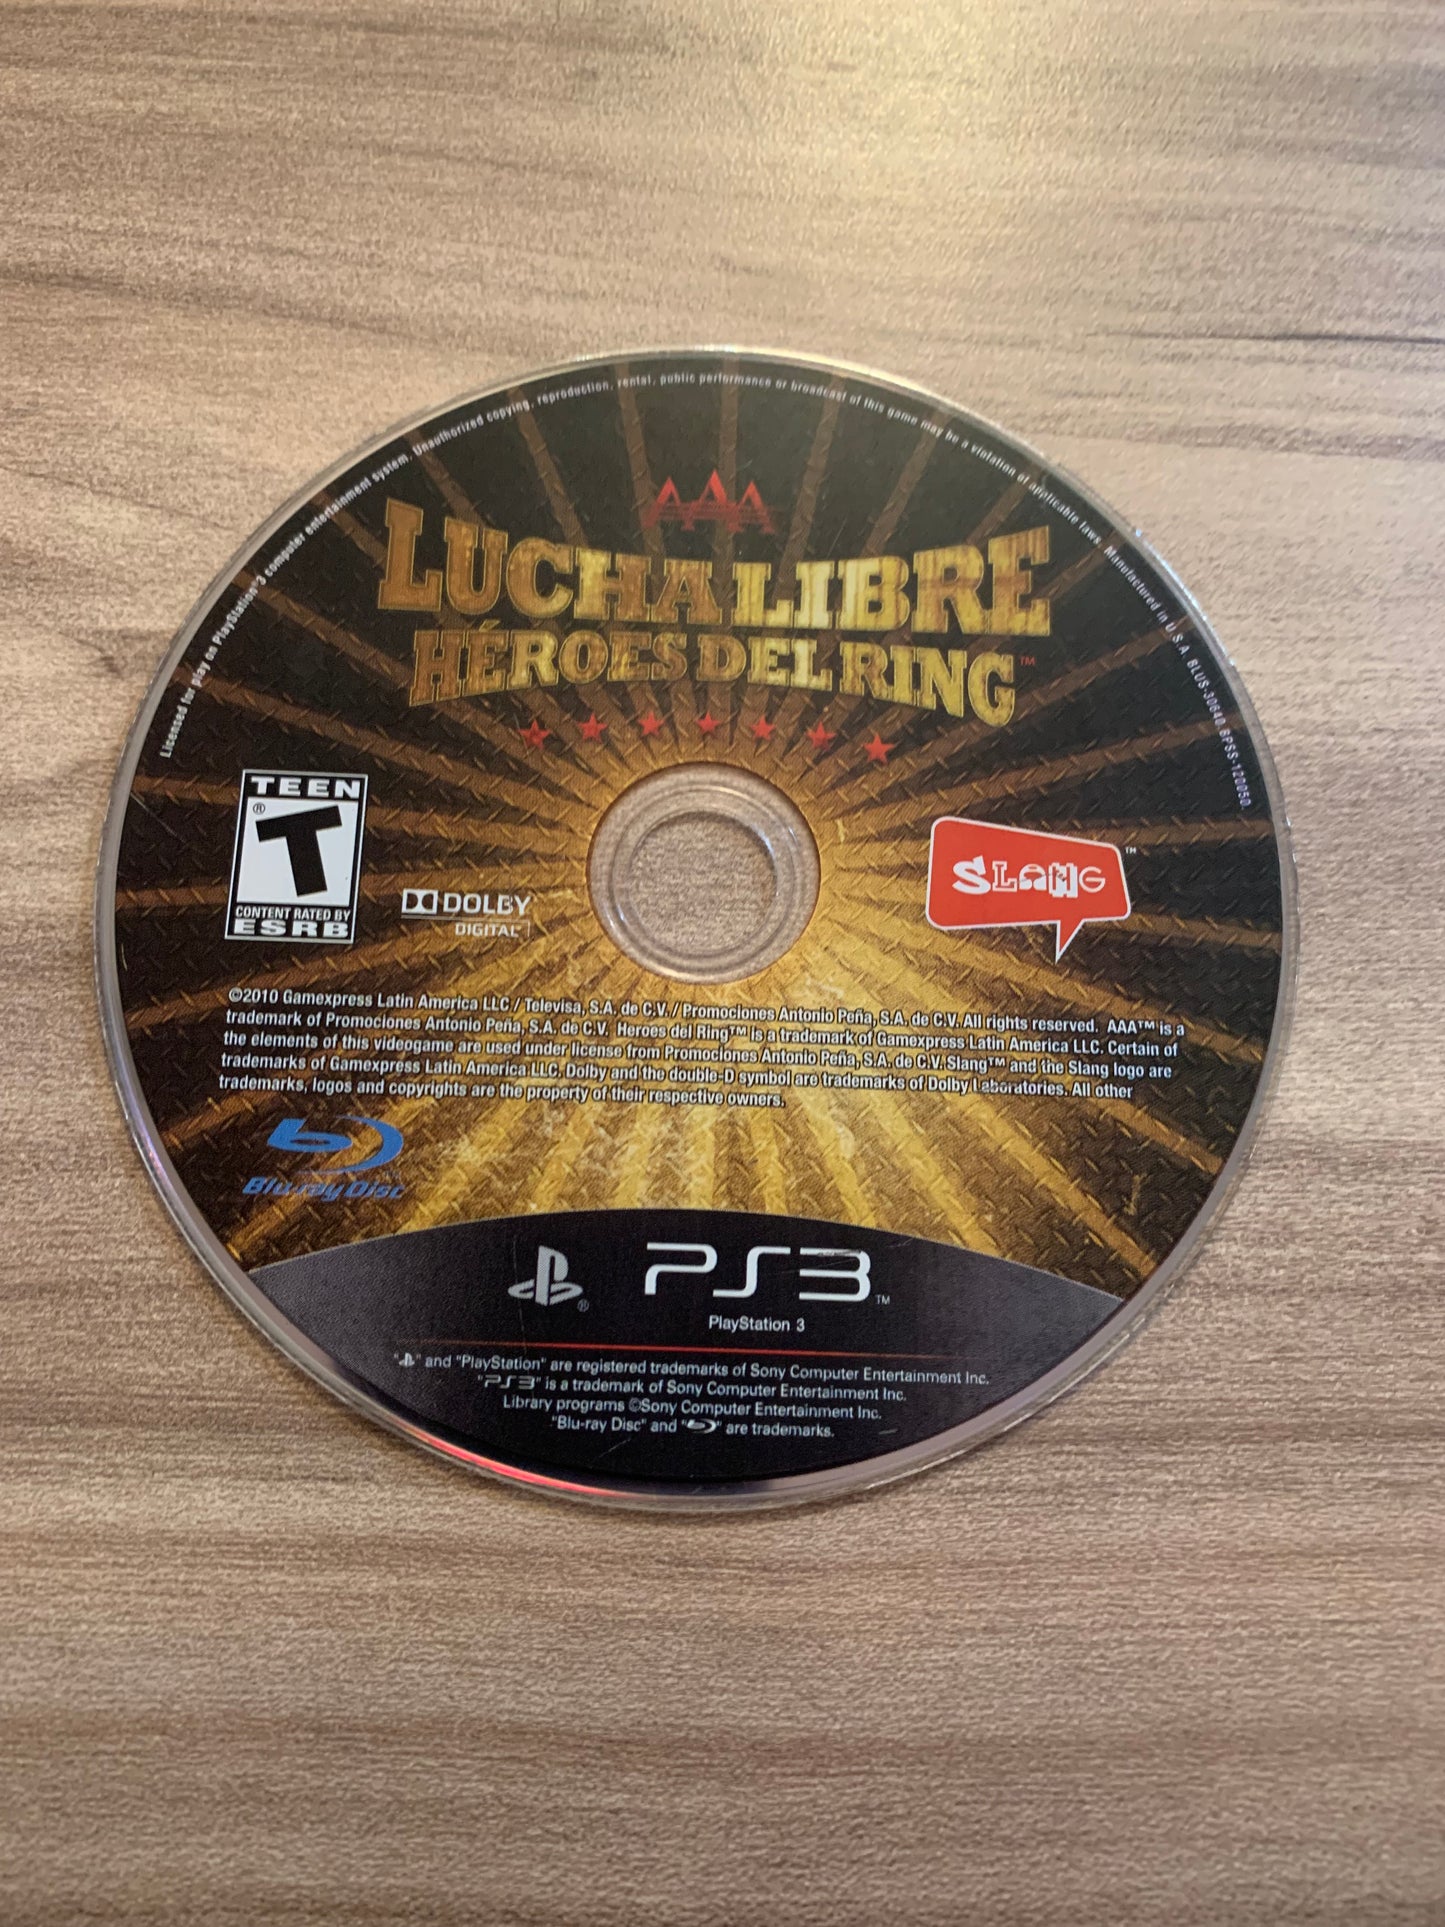 Licensed for play on PlayStation 3 computer entertainment system. Unauthorized copying, reproduction, rental, public performance or broadcast of this game may be a violation of applicable laws. Manufactured in U.S.A. BLUS-30640 BPSS-120050
AAA
LUCHA LIBRE
HÉROES DEL RING™
TEEN
T®
CONTENT RATED BY
ESRB
DOLBY
DIGITAL
SLANG™
©2010 Gamexpress Latin America LLC / Televisa, S.A. de C.V. / Promociones Antonio Peña, S.A. de C.V. All rights reserved. AAA™ is a
trademark of Promociones Antonio Peña, S.A. de C.V. Heroes del Ring™ is a trademark of Gamexpress Latin America LLC. Certain of
the elements of this videogame are used under license from Promociones Antonio Peña, S.A. de C.V. Slang™ and the Slang logo are
trademarks of Gamexpress Latin America LLC. Dolby and the double-D symbol are trademarks of Dolby Laboratories. All other
trademarks, logos and copyrights are the property of their respective owners.
Blu-ray Disc
® PS3™
PlayStation 3
" " and "PlayStation" are registered trademarks of Sony Computer Entertainment Inc.
"PS3" is a trademark of Sony Computer Entertainment Inc.
Library programs ©Sony Computer Entertainment Inc.
"Blu-ray Disc" and " " are trademarks.